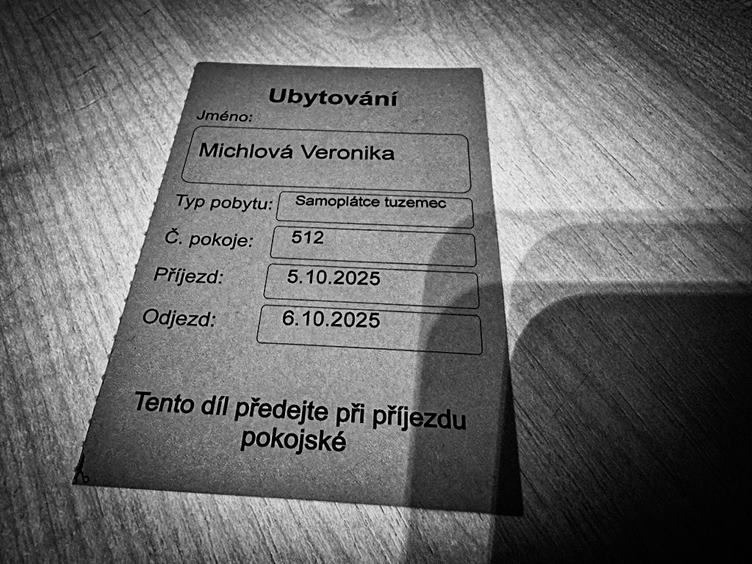 Ubytování
Jméno:
Michlová Veronika
Typ pobytu: Samoplátce tuzemec
Č. pokoje: 512
Příjezd: 5.10.2025
Odjezd: 6.10.2025
Tento díl předejte při příjezdu
pokojské